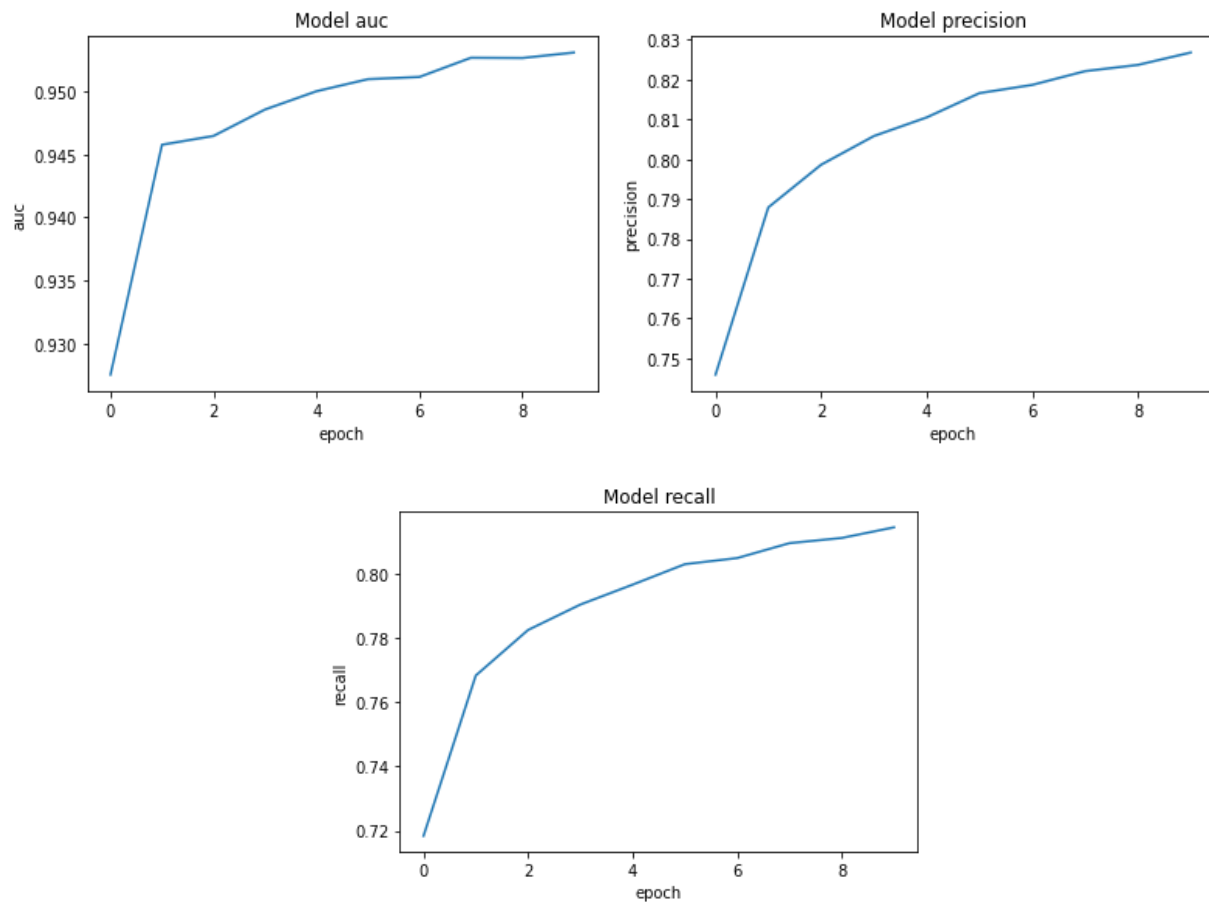 Model auc
0.950
0.945
0.940
0.935
0.930
auc
0 2 4 6 8
epoch
Model precision
0.83
0.82
0.81
0.80
0.79
0.78
0.77
0.76
0.75
precision
0 2 4 6 8
epoch
Model recall
0.80
0.78
0.76
0.74
0.72
recall
0 2 4 6 8
epoch